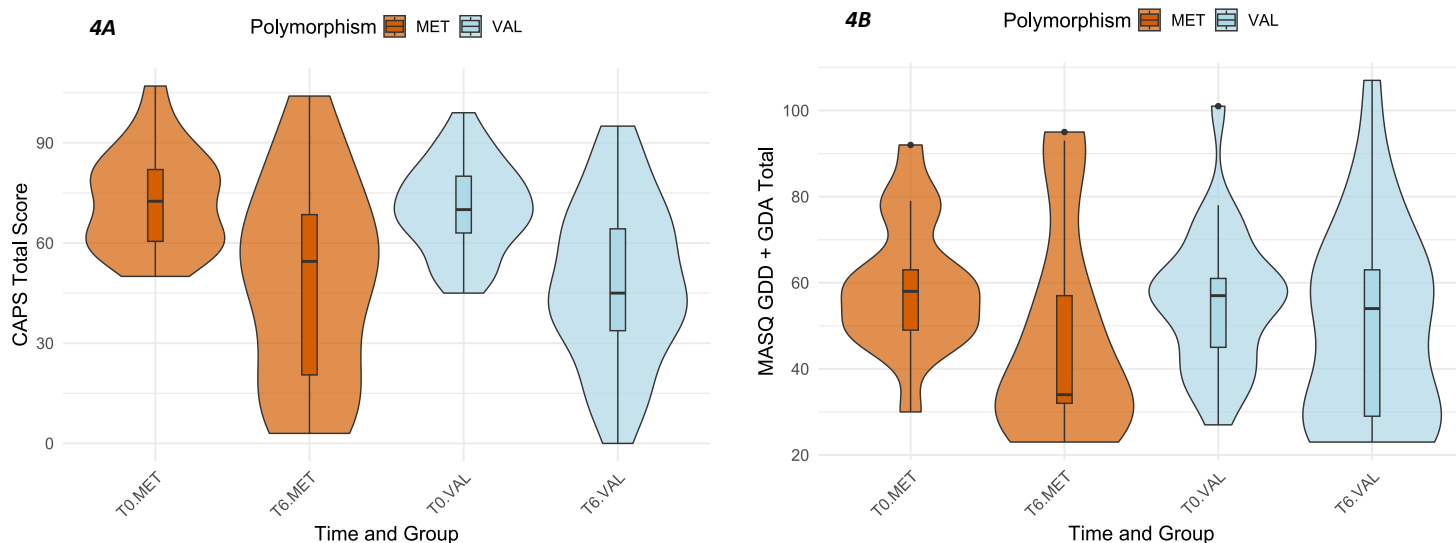 4A
Polymorphism MET VAL
CAPS Total Score
90
60
30
0
T0.MET
T6.MET
T0.VAL
T6.VAL
Time and Group
4B
Polymorphism MET VAL
MASQ GDD + GDA Total
100
80
60
40
20
T0.MET
T6.MET
T0.VAL
T6.VAL
Time and Group